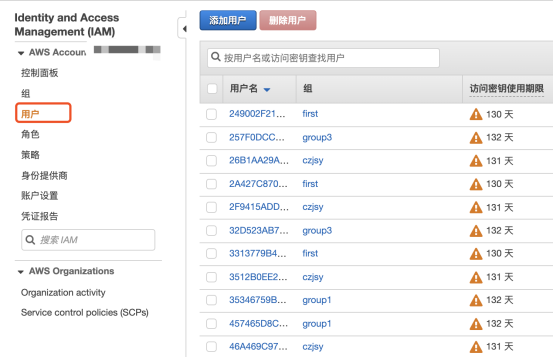 Identity and Access
Management (IAM)
AWS Accoun
控制面板
组
用户
角色
策略
身份提供商
账户设置
凭证报告
搜索 IAM
AWS Organizations
Organization activity
Service control policies (SCPs)
添加用户 删除用户
按用户名或访问密钥查找用户
用户名 组 访问密钥使用期限
249002F21... first 130 天
257F0DCC... group3 132 天
26B1AA29A... czjsy 131 天
2A427C870... first 130 天
2F9415ADD... czjsy 131 天
32D523AB7... group3 132 天
3313779B4... first 130 天
3512B0EE2... czjsy 131 天
35346759B... group1 132 天
457465D8C... group1 132 天
46A469C97... czjsy 131 天